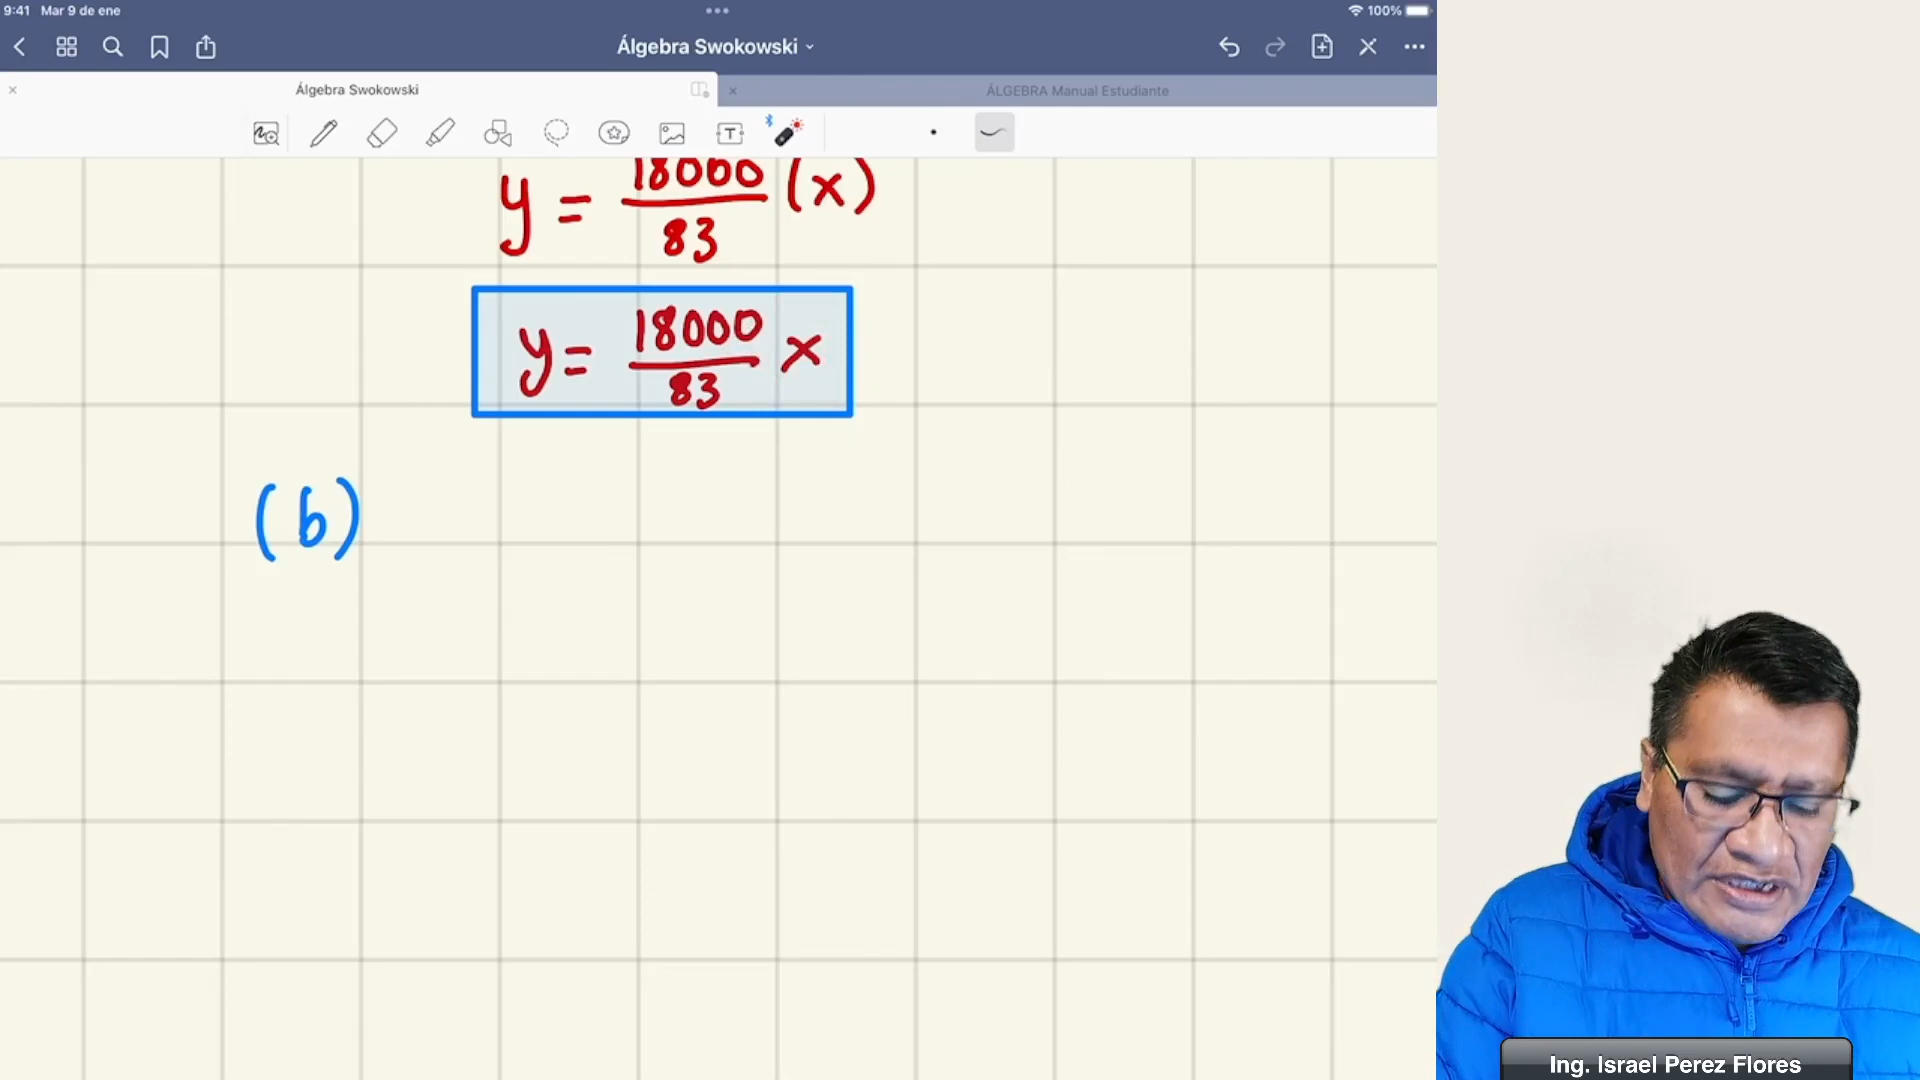 9:41 Mar 9 de ene
100%
Álgebra Swokowski
Álgebra Swokowski
ÁLGEBRA Manual Estudiante
T
y = 18000/83 (x)
y = 18000/83 x
(b)
Ing. Israel Perez Flores